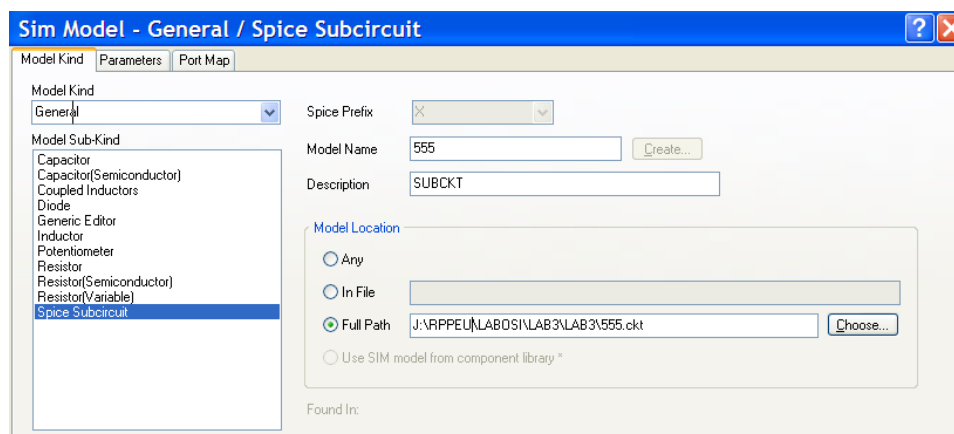 Sim Model - General / Spice Subcircuit
Model Kind Parameters Port Map
Model Kind
General
Model Sub-Kind
Capacitor
Capacitor(Semiconductor)
Coupled Inductors
Diode
Generic Editor
Inductor
Potentiometer
Resistor
Resistor(Semiconductor)
Resistor(Variable)
Spice Subcircuit
Spice Prefix X
Model Name 555 Create...
Description SUBCKT
Model Location
Any
In File
Full Path J:\RPPEU\LABOSI\LAB3\LAB3\555.ckt Choose...
Use SIM model from component library *
Found In: